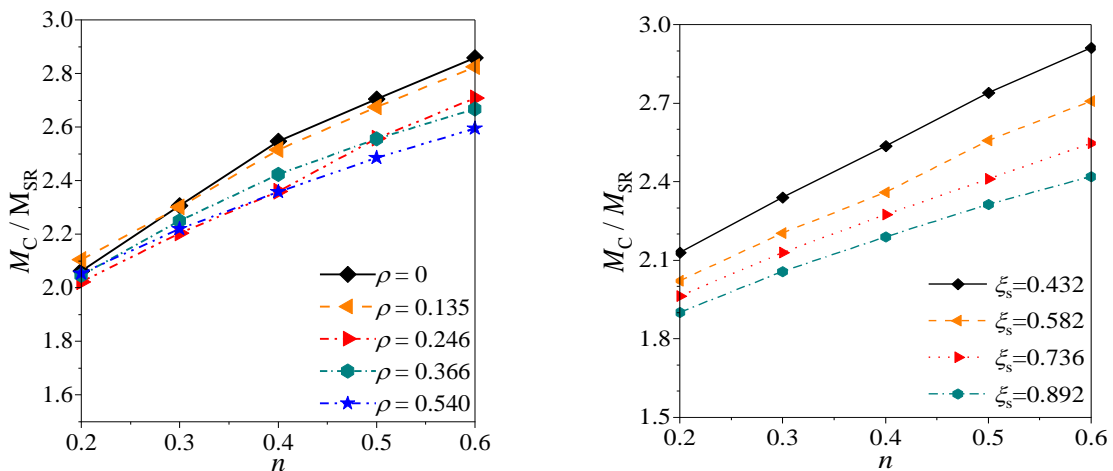 3.0
2.8
2.6
2.4
2.2
2.0
1.8
1.6
M_C / M_SR
0.2 0.3 0.4 0.5 0.6
n
ρ = 0
ρ = 0.135
ρ = 0.246
ρ = 0.366
ρ = 0.540
3.0
2.7
2.4
2.1
1.8
1.5
M_C / M_SR
0.2 0.3 0.4 0.5 0.6
n
ξ_s=0.432
ξ_s=0.582
ξ_s=0.736
ξ_s=0.892